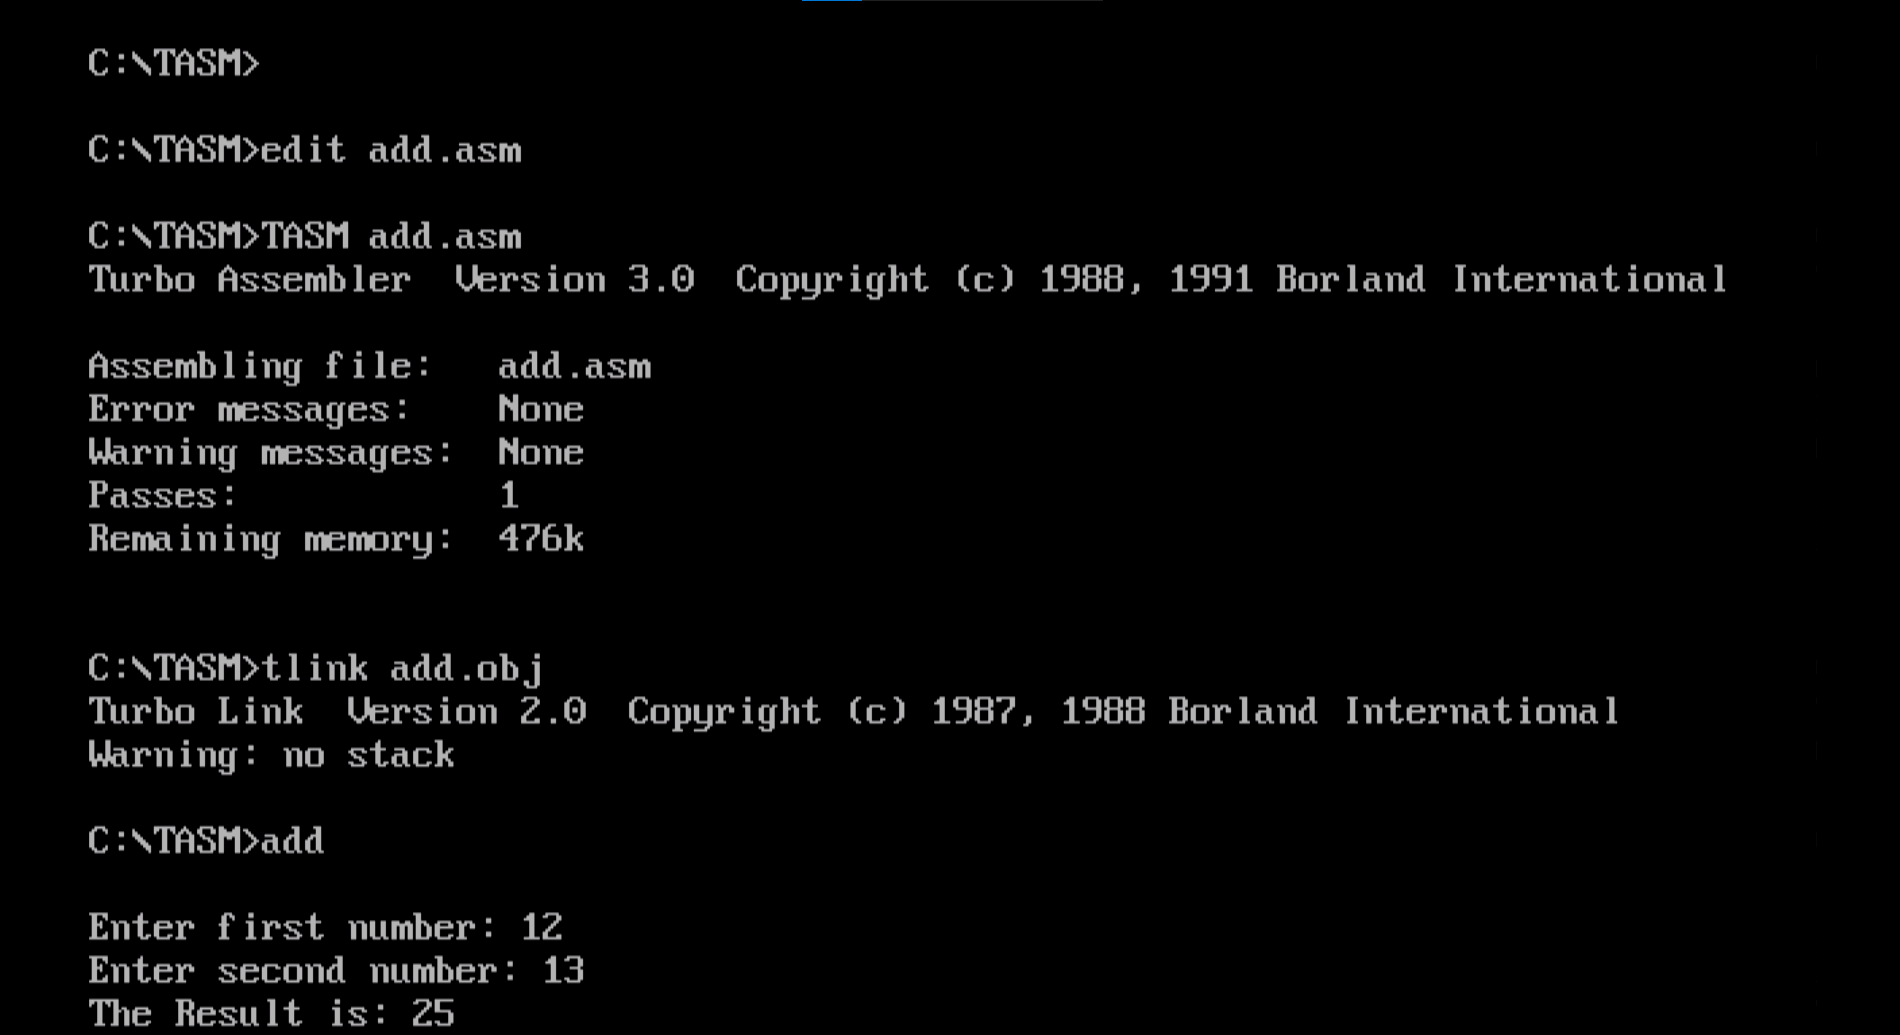 C:\TASM>
C:\TASM>edit add.asm
C:\TASM>TASM add.asm
Turbo Assembler  Version 3.0  Copyright (c) 1988, 1991 Borland International
Assembling file:   add.asm
Error messages:    None
Warning messages:  None
Passes:            1
Remaining memory:  476k
C:\TASM>tlink add.obj
Turbo Link  Version 2.0  Copyright (c) 1987, 1988 Borland International
Warning: no stack
C:\TASM>add
Enter first number: 12
Enter second number: 13
The Result is: 25